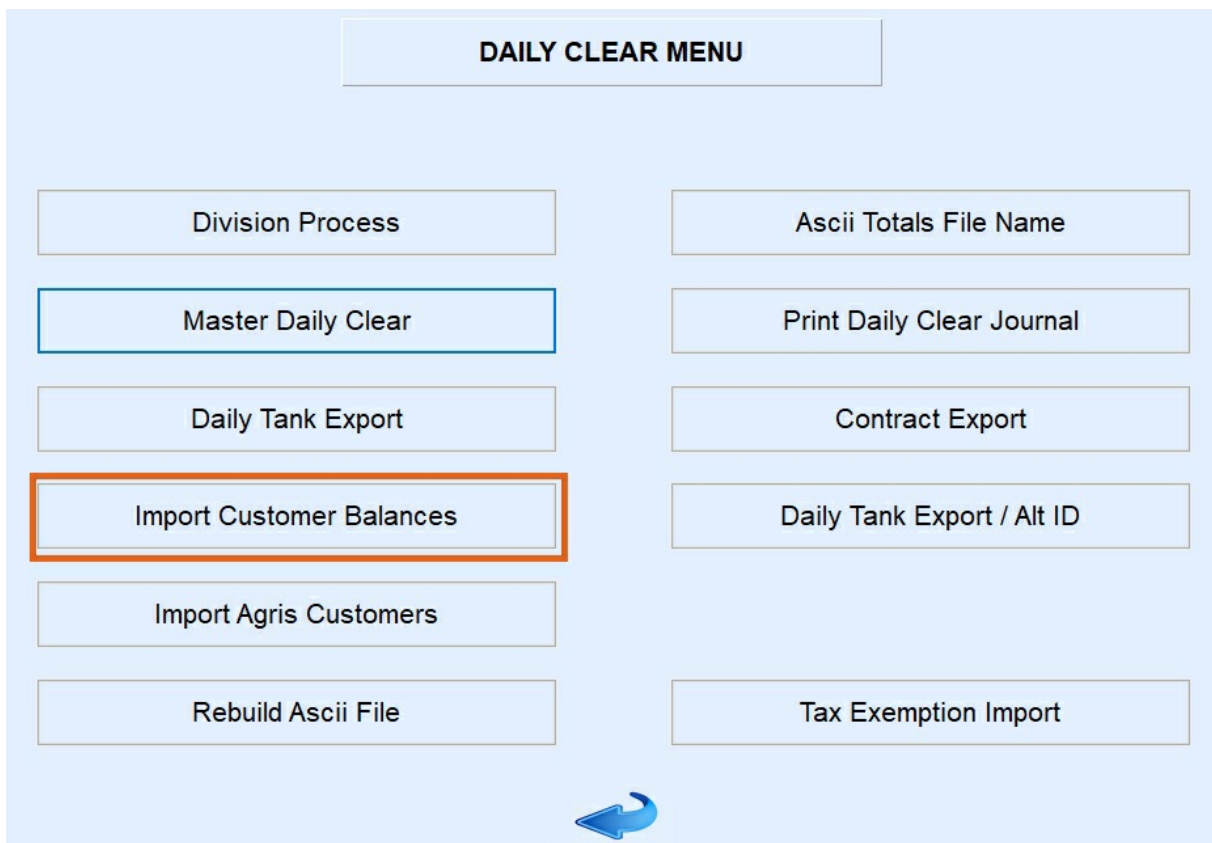 DAILY CLEAR MENU
Division Process
Ascii Totals File Name
Master Daily Clear
Print Daily Clear Journal
Daily Tank Export
Contract Export
Import Customer Balances
Daily Tank Export / Alt ID
Import Agris Customers
Rebuild Ascii File
Tax Exemption Import